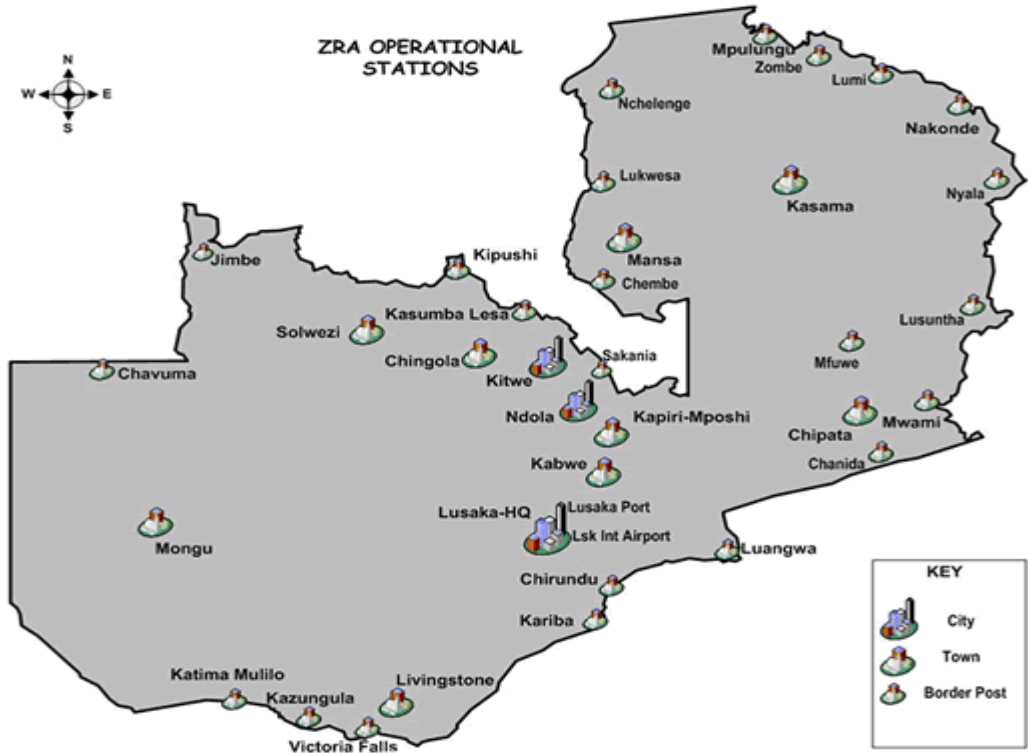 ZRA OPERATIONAL
STATIONS
N
W
E
S
Mpulungu
Zombe
Lumi
Nchelenge
Nakonde
Lukwesa
Kasama
Nyala
Jimbe
Kipushi
Mansa
Chembe
Kasumba Lesa
Solwezi
Lusuntha
Chingola
Kitwe
Sakania
Mfuwe
Chavuma
Ndola
Kapiri-Mposhi
Chipata
Mwami
Kabwe
Chanida
Lusaka-HQ
Lusaka Port
Lsk Int Airport
Mongu
Luangwa
Chirundu
Kariba
Katima Mulilo
Kazungula
Livingstone
Victoria Falls
KEY
City
Town
Border Post